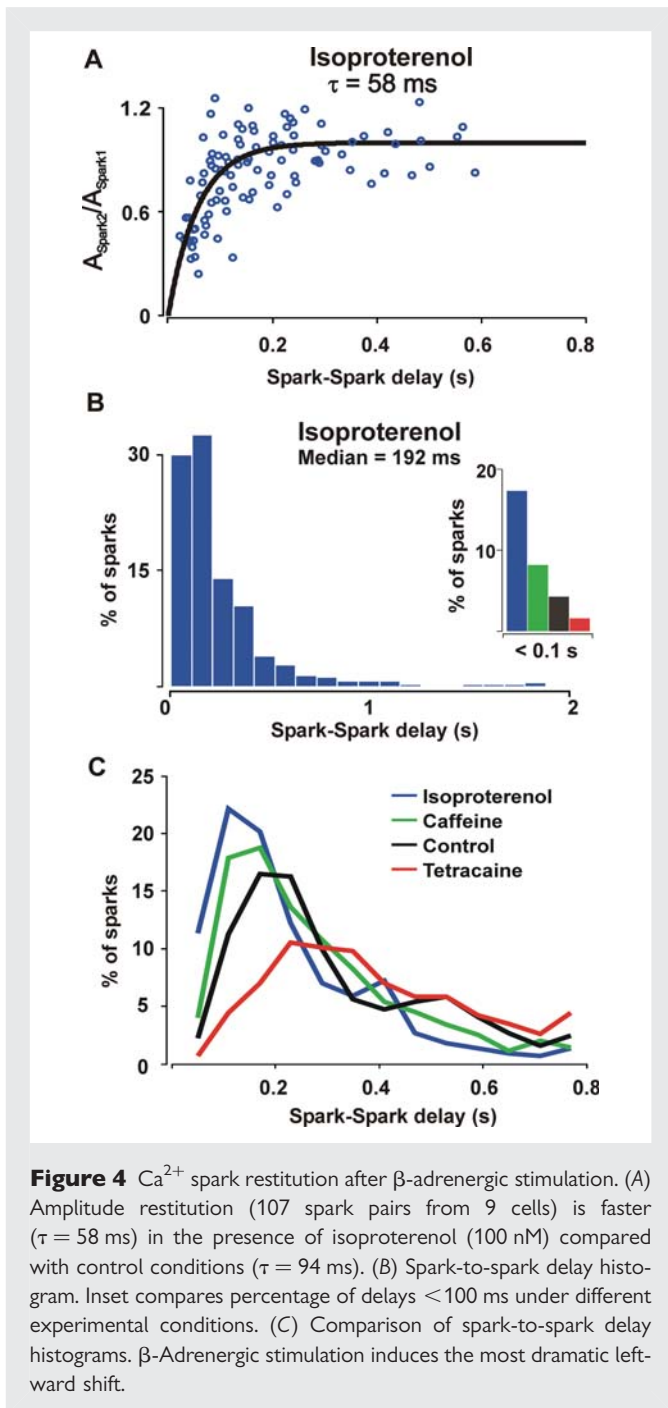 A
Isoproterenol
τ = 58 ms
1.2
0.6
0
ASpark2/ASpark1
0.2 0.4 0.6 0.8
Spark-Spark delay (s)
B
Isoproterenol
Median = 192 ms
30
15
% of sparks
20
10
% of sparks
< 0.1 s
0 1 2
Spark-Spark delay (s)
C
25
20
15
10
5
0
% of sparks
Isoproterenol
Caffeine
Control
Tetracaine
0.2 0.4 0.6 0.8
Spark-Spark delay (s)
Figure 4 Ca2+ spark restitution after β-adrenergic stimulation. (A)
Amplitude restitution (107 spark pairs from 9 cells) is faster
(τ = 58 ms) in the presence of isoproterenol (100 nM) compared
with control conditions (τ = 94 ms). (B) Spark-to-spark delay histo-
gram. Inset compares percentage of delays <100 ms under different
experimental conditions. (C) Comparison of spark-to-spark delay
histograms. β-Adrenergic stimulation induces the most dramatic left-
ward shift.